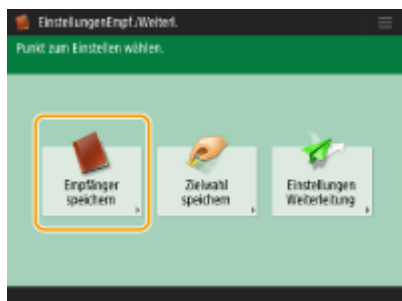 EinstellungenEmpf./Weiterl.
Punkt zum Einstellen wählen.
Empfänger
speichern
Zielwahl
speichern
Einstellungen
Weiterleitung